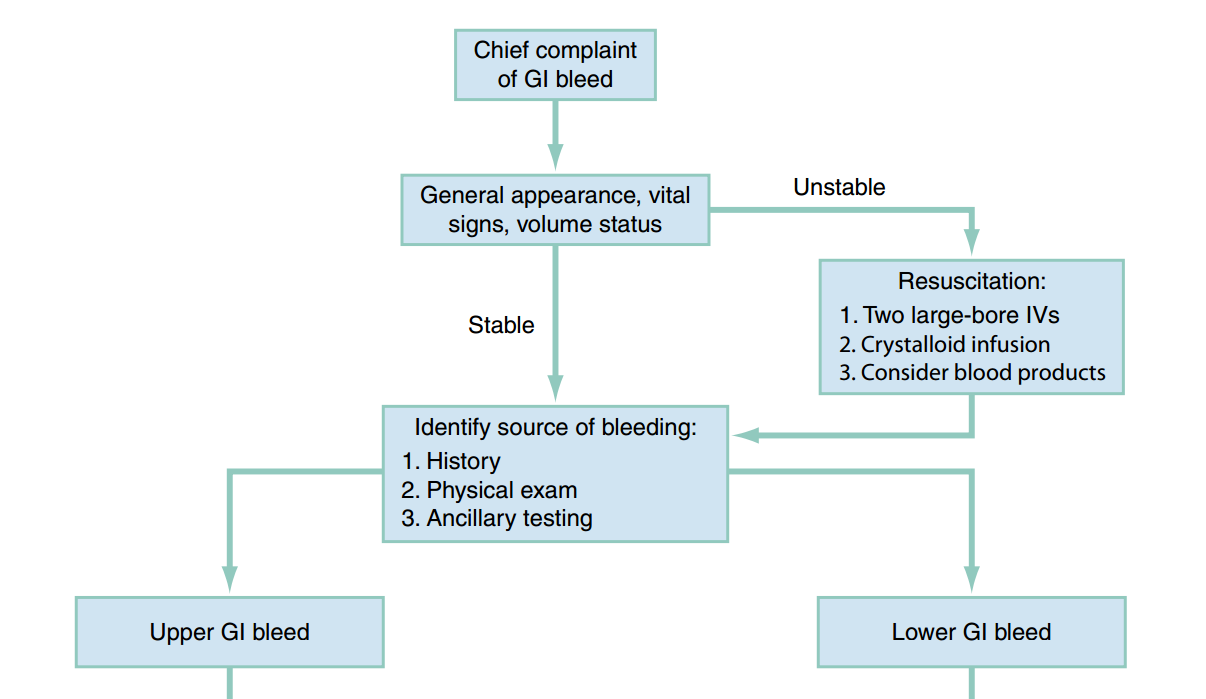 Chief complaint
of GI bleed
General appearance, vital
signs, volume status
Unstable
Resuscitation:
1. Two large-bore IVs
2. Crystalloid infusion
3. Consider blood products
Stable
Identify source of bleeding:
1. History
2. Physical exam
3. Ancillary testing
Upper GI bleed
Lower GI bleed